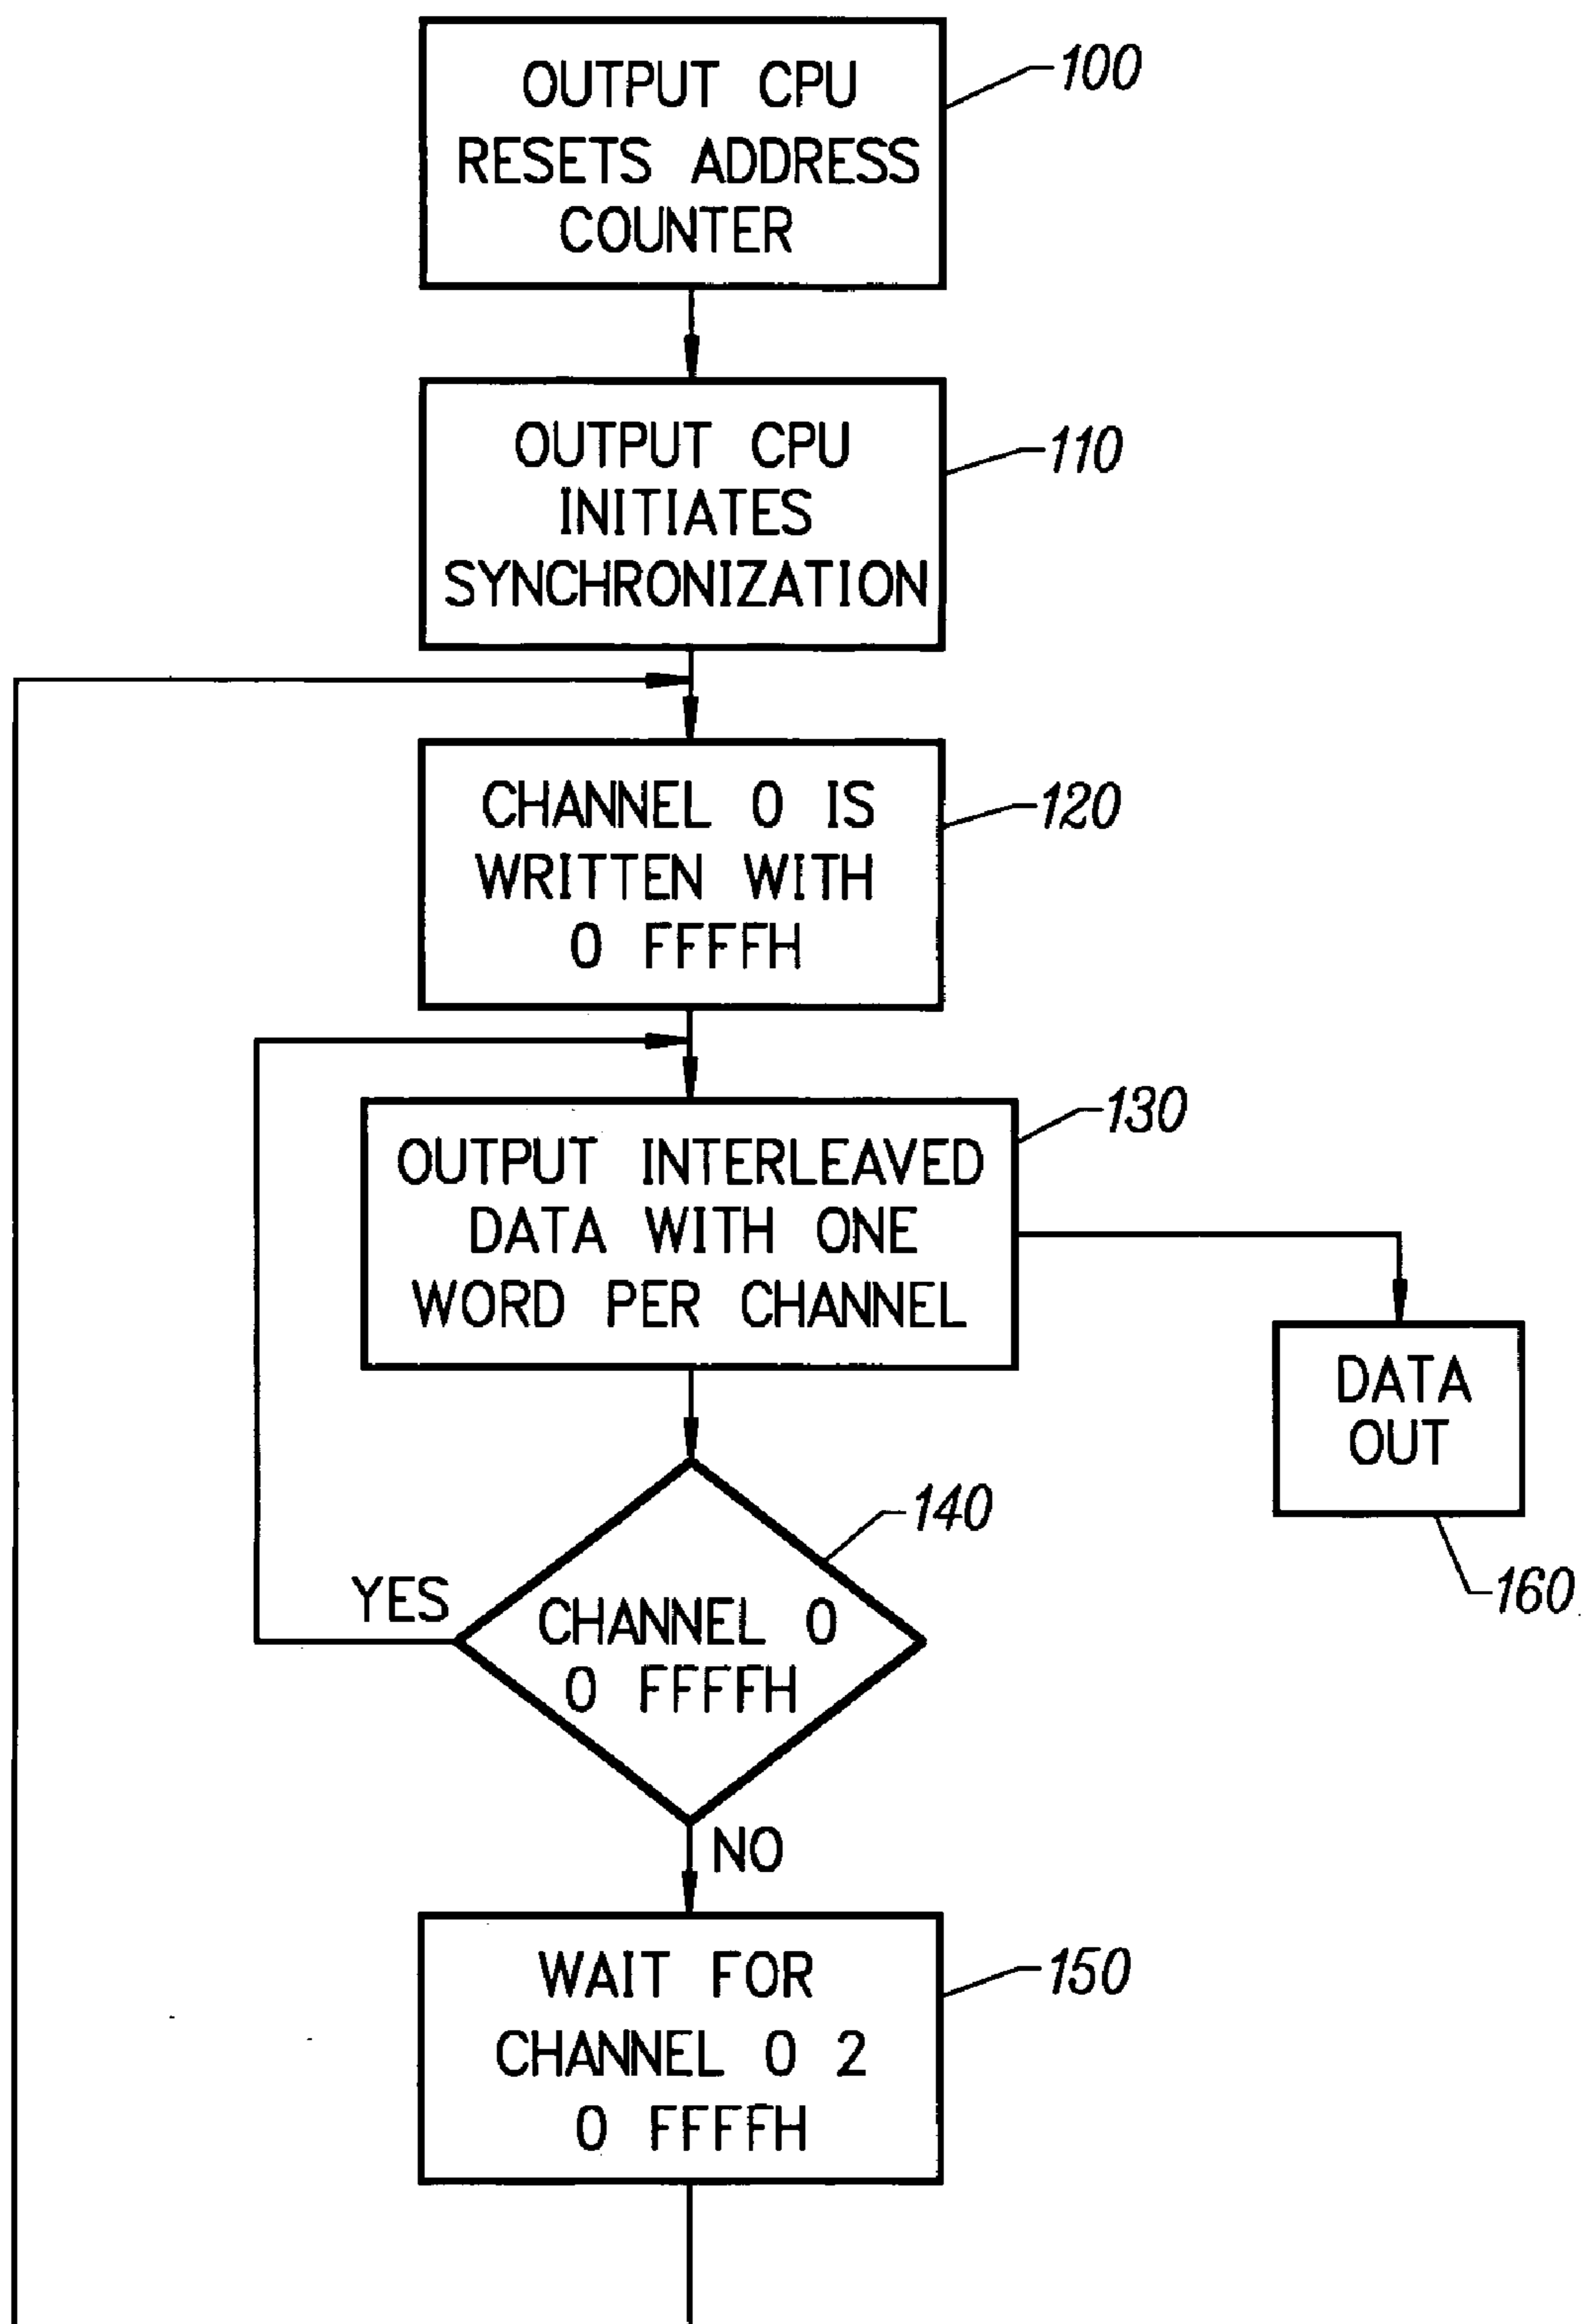 OUTPUT CPU
RESETS ADDRESS
COUNTER
100
OUTPUT CPU
INITIATES
SYNCHRONIZATION
110
CHANNEL 0 IS
WRITTEN WITH
0 FFFFH
120
OUTPUT INTERLEAVED
DATA WITH ONE
WORD PER CHANNEL
130
DATA
OUT
160
CHANNEL 0
0 FFFFH
140
YES
NO
WAIT FOR
CHANNEL 0 2
0 FFFFH
150